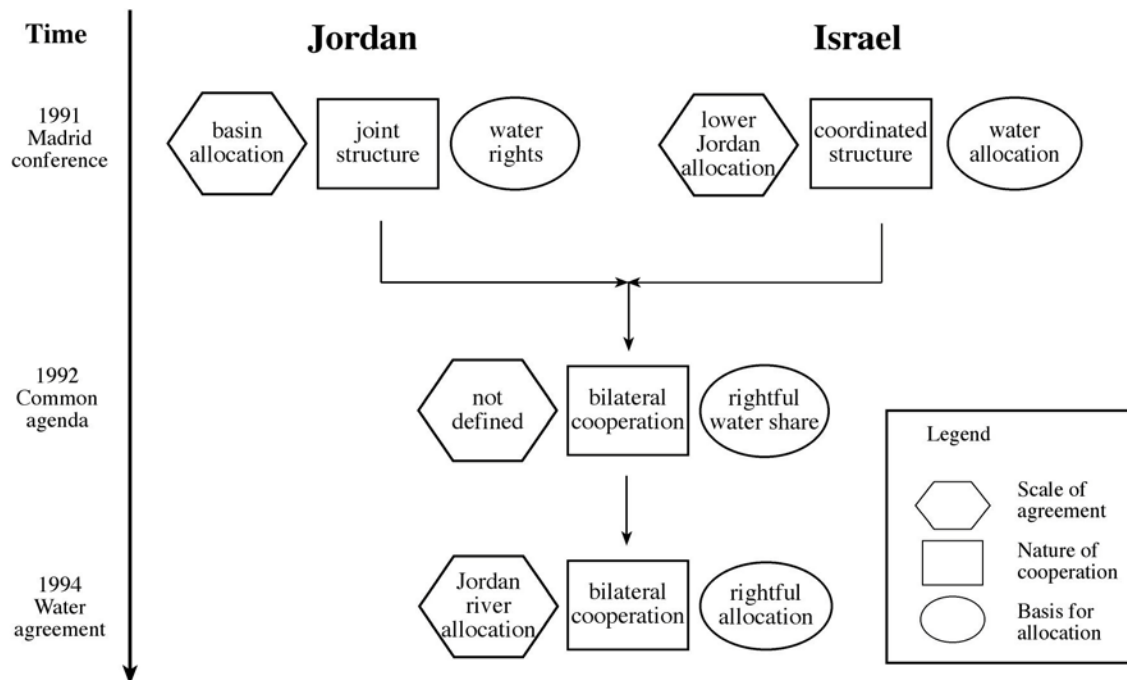 Time
Jordan
Israel
1991
Madrid
conference
basin
allocation
joint
structure
water
rights
lower
Jordan
allocation
coordinated
structure
water
allocation
1992
Common
agenda
not
defined
bilateral
cooperation
rightful
water share
1994
Water
agreement
Jordan
river
allocation
bilateral
cooperation
rightful
allocation
Legend
Scale of
agreement
Nature of
cooperation
Basis for
allocation